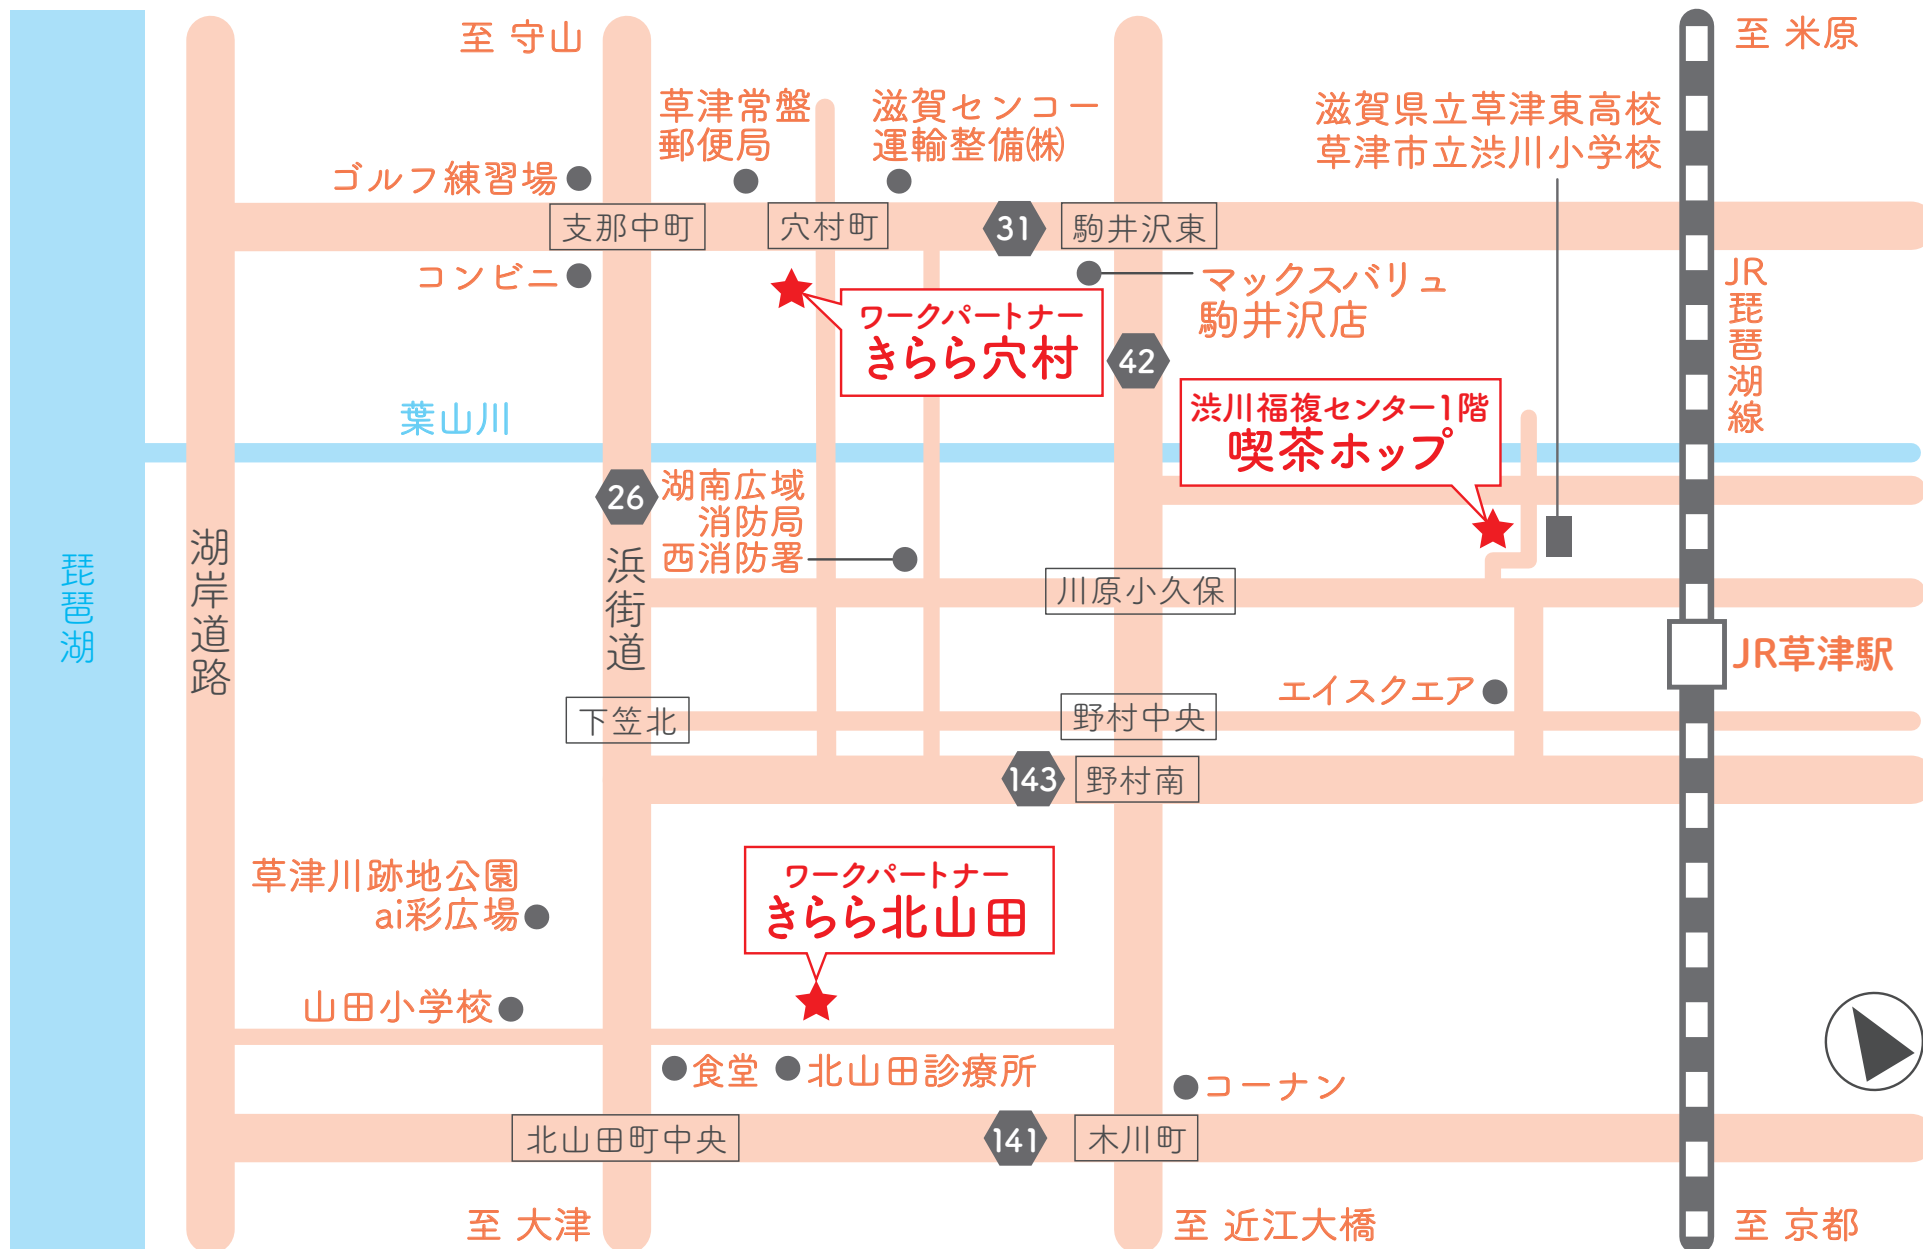 至 守山
至 米原
草津常盤
郵便局
滋賀センコー
運輸整備㈱
滋賀県立草津東高校
草津市立渋川小学校
ゴルフ練習場
支那中町
穴村町
31
駒井沢東
コンビニ
マックスバリュ
駒井沢店
JR琵琶湖線
ワークパートナー
きらら穴村
42
渋川福複センター1階
喫茶ホップ
葉山川
26
湖南広域
消防局
西消防署
琵琶湖
湖岸道路
浜街道
川原小久保
JR草津駅
エイスクエア
下笠北
野村中央
143
野村南
草津川跡地公園
ai彩広場
ワークパートナー
きらら北山田
山田小学校
食堂
北山田診療所
コーナン
北山田町中央
141
木川町
至 大津
至 近江大橋
至 京都